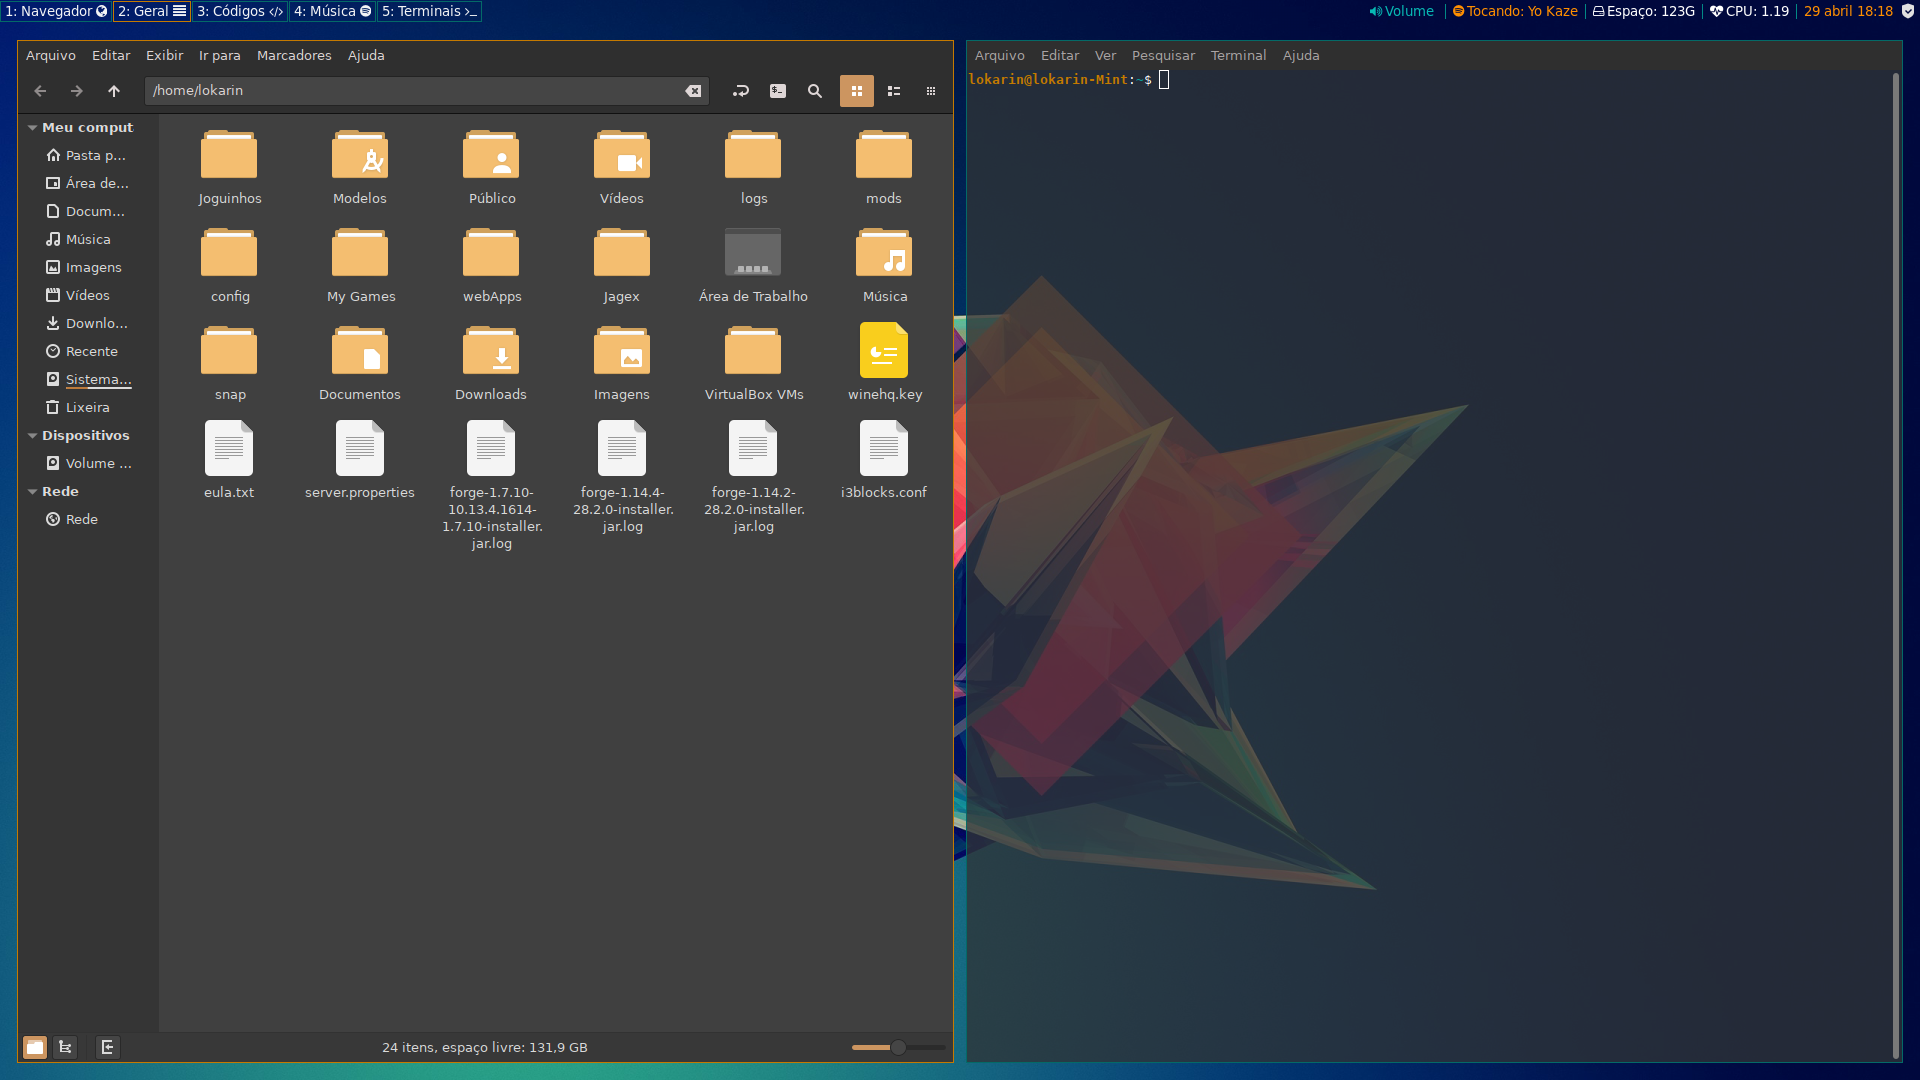 1: Navegador 2: Geral 3: Códigos 4: Música 5: Terminais
Volume Tocando: Yo Kaze Espaço: 123G CPU: 1.19 29 abril 18:18
Arquivo Editar Exibir Ir para Marcadores Ajuda
/home/lokarin
Meu comput
Pasta p...
Área de...
Docum...
Música
Imagens
Vídeos
Downlo...
Recente
Sistema...
Lixeira
Dispositivos
Volume ...
Rede
Rede
Joguinhos Modelos Público Vídeos logs mods
config My Games webApps Jagex Área de Trabalho Música
snap Documentos Downloads Imagens VirtualBox VMs winehq.key
eula.txt
server.properties
forge-1.7.10-
10.13.4.1614-
1.7.10-installer.
jar.log
forge-1.14.4-
28.2.0-installer.
jar.log
forge-1.14.2-
28.2.0-installer.
jar.log
i3blocks.conf
24 itens, espaço livre: 131,9 GB
Arquivo Editar Ver Pesquisar Terminal Ajuda
lokarin@lokarin-Mint:~$